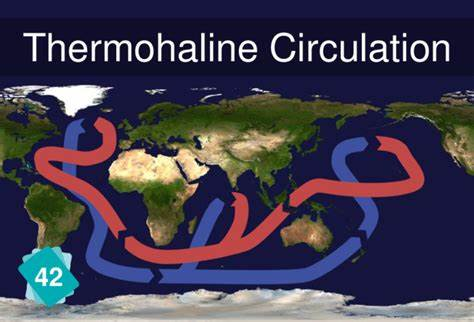 Thermohaline Circulation
42